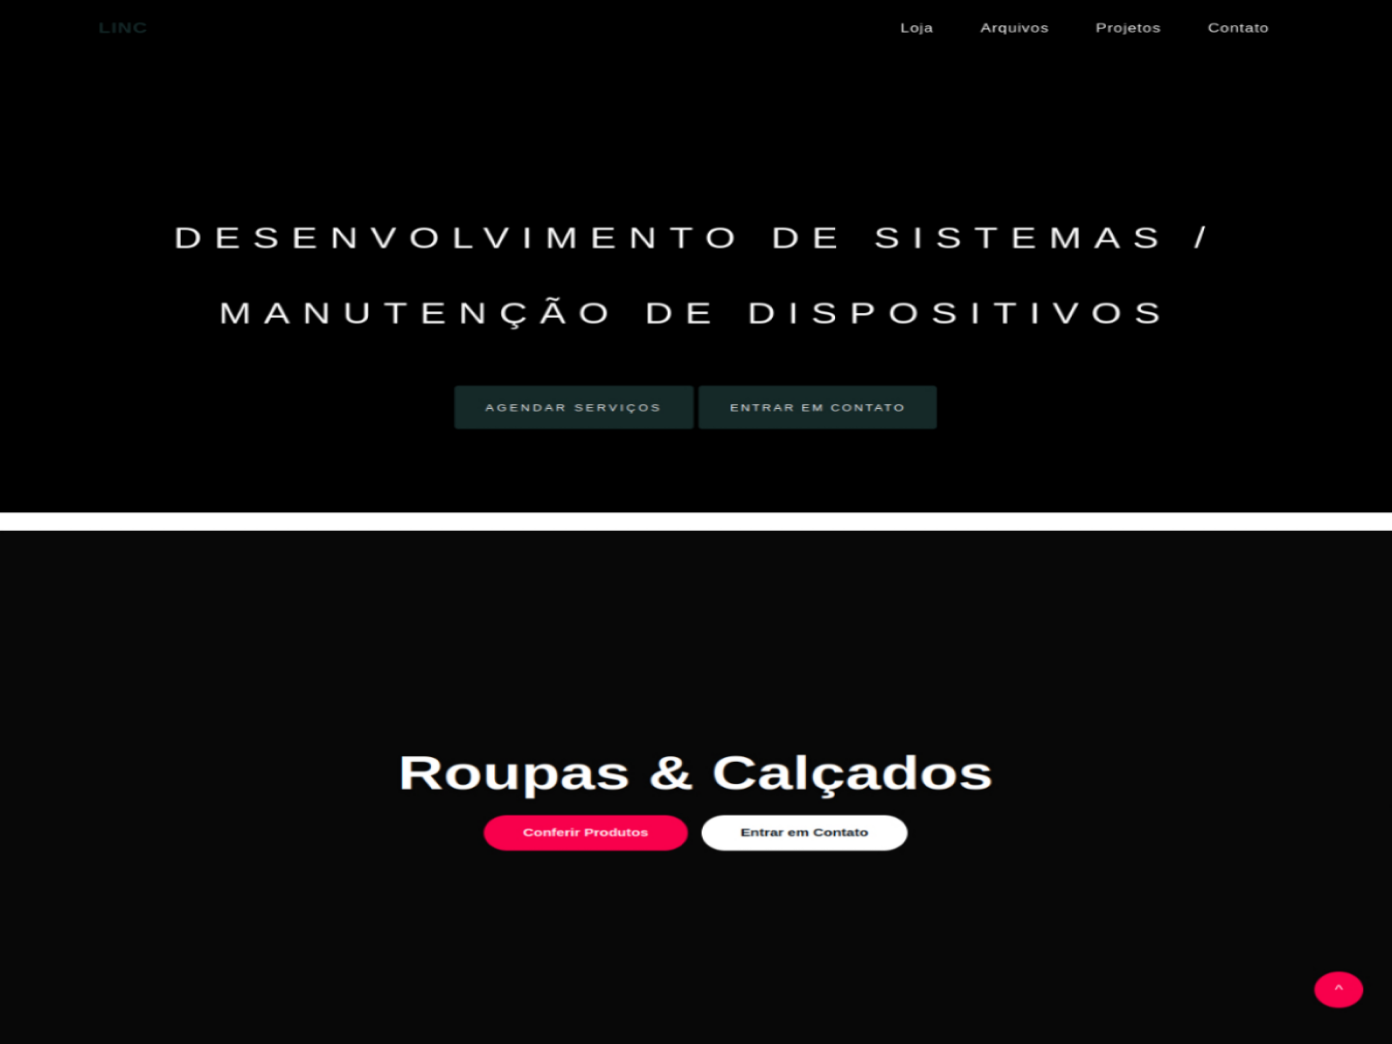 LINC
Loja Arquivos Projetos Contato
DESENVOLVIMENTO DE SISTEMAS /
MANUTENÇÃO DE DISPOSITIVOS
AGENDAR SERVIÇOS ENTRAR EM CONTATO
Roupas & Calçados
Conferir Produtos Entrar em Contato
^